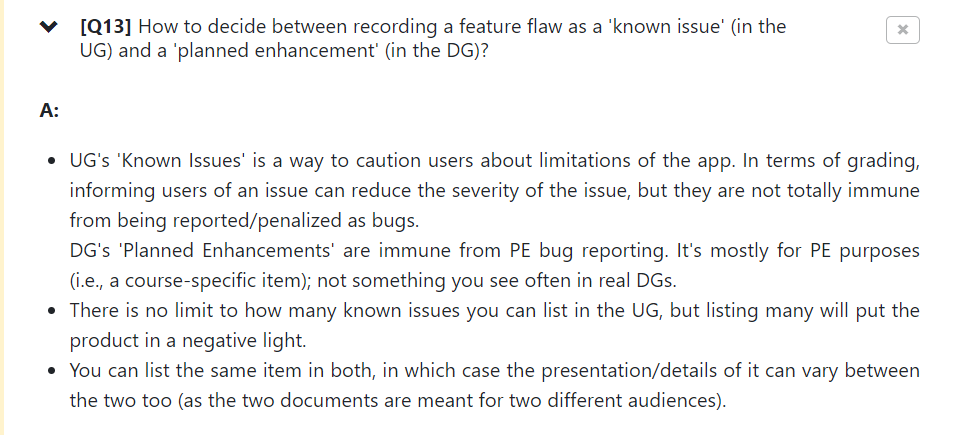 [Q13] How to decide between recording a feature flaw as a 'known issue' (in the
UG) and a 'planned enhancement' (in the DG)?
×
A:
• UG's 'Known Issues' is a way to caution users about limitations of the app. In terms of grading,
informing users of an issue can reduce the severity of the issue, but they are not totally immune
from being reported/penalized as bugs.
DG's 'Planned Enhancements' are immune from PE bug reporting. It's mostly for PE purposes
(i.e., a course-specific item); not something you see often in real DGs.
• There is no limit to how many known issues you can list in the UG, but listing many will put the
product in a negative light.
• You can list the same item in both, in which case the presentation/details of it can vary between
the two too (as the two documents are meant for two different audiences).